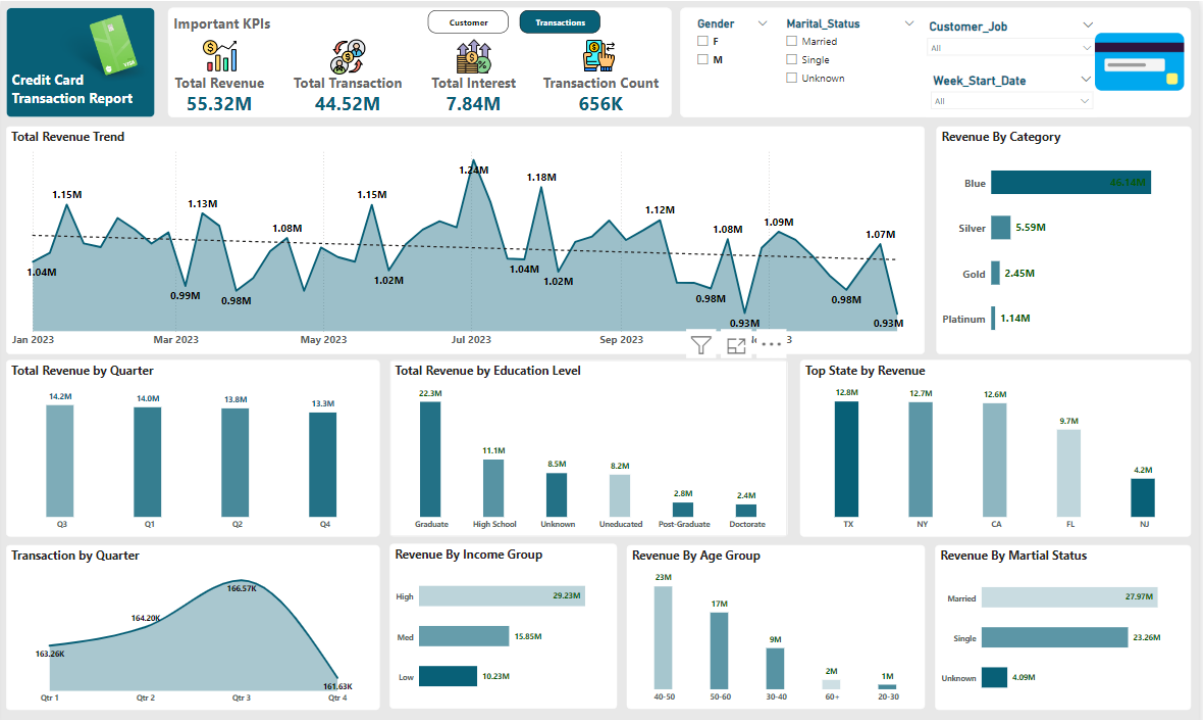 Credit Card
Transaction Report
Important KPIs
Customer
Transactions
Total Revenue
55.32M
Total Transaction
44.52M
Total Interest
7.84M
Transaction Count
656K
Gender
F
M
Marital_Status
Married
Single
Unknown
Customer_Job
All
Week_Start_Date
All
Total Revenue Trend
1.24M
1.18M
1.15M
1.15M
1.13M
1.12M
1.09M
1.08M
1.08M
1.07M
1.04M
1.04M
1.02M
1.02M
0.99M
0.98M
0.98M
0.98M
0.93M
0.93M
Jan 2023
Mar 2023
May 2023
Jul 2023
Sep 2023
Revenue By Category
Blue
46.14M
Silver
5.59M
Gold
2.45M
Platinum
1.14M
Total Revenue by Quarter
14.2M
14.0M
13.8M
13.3M
Q3
Q1
Q2
Q4
Total Revenue by Education Level
22.3M
11.1M
8.5M
8.2M
2.8M
2.4M
Graduate
High School
Unknown
Uneducated
Post-Graduate
Doctorate
Top State by Revenue
12.8M
12.7M
12.6M
9.7M
4.2M
TX
NY
CA
FL
NJ
Transaction by Quarter
163.26K
164.20K
166.57K
161.63K
Qtr 1
Qtr 2
Qtr 3
Qtr 4
Revenue By Income Group
High
29.23M
Med
15.85M
Low
10.23M
Revenue By Age Group
23M
17M
9M
2M
1M
40-50
50-60
30-40
60+
20-30
Revenue By Martial Status
Married
27.97M
Single
23.26M
Unknown
4.09M